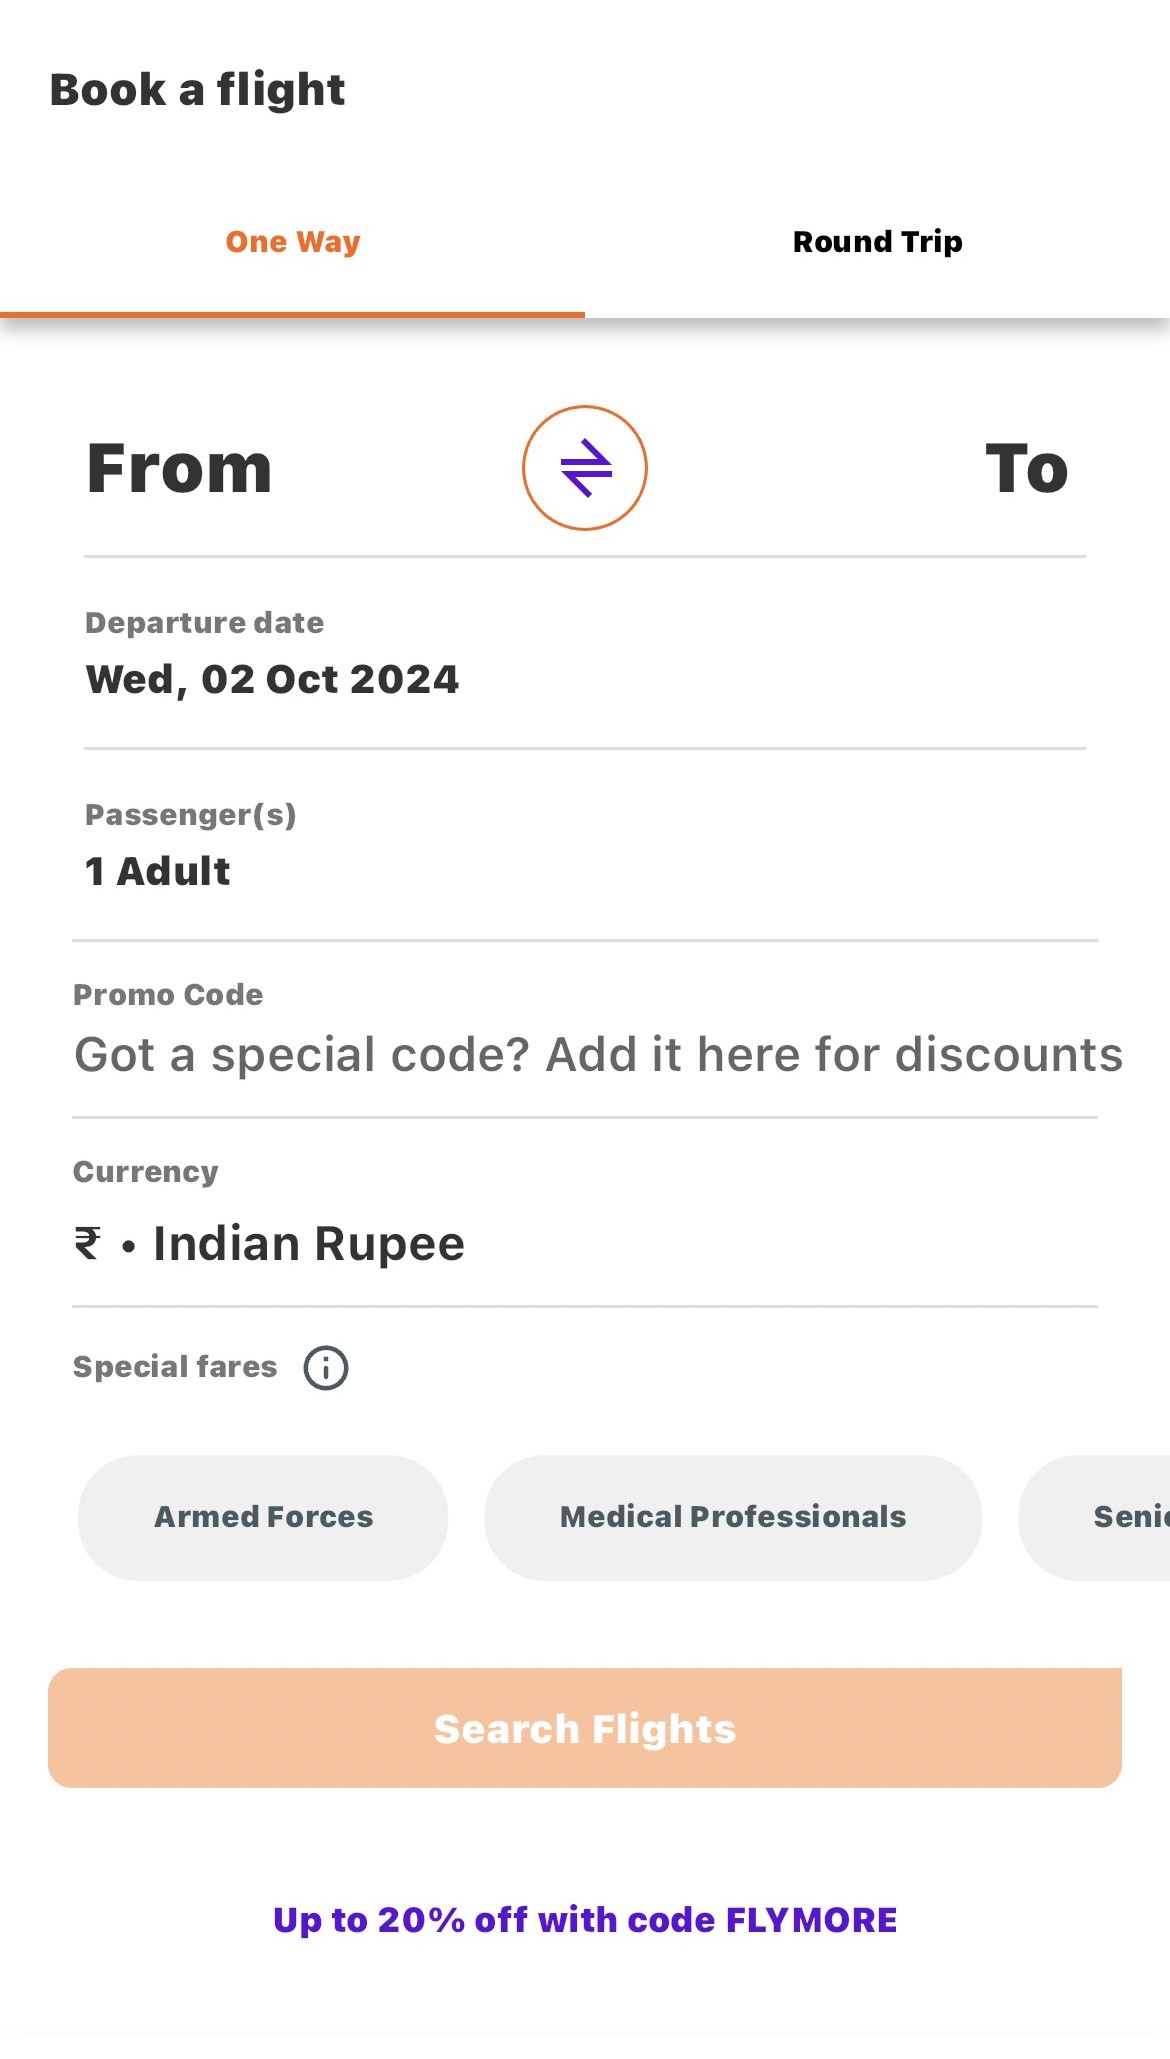 Book a flight
One Way
Round Trip
From
To
Departure date
Wed, 02 Oct 2024
Passenger(s)
1 Adult
Promo Code
Got a special code? Add it here for discounts
Currency
₹ • Indian Rupee
Special fares
Armed Forces
Medical Professionals
Search Flights
Up to 20% off with code FLYMORE